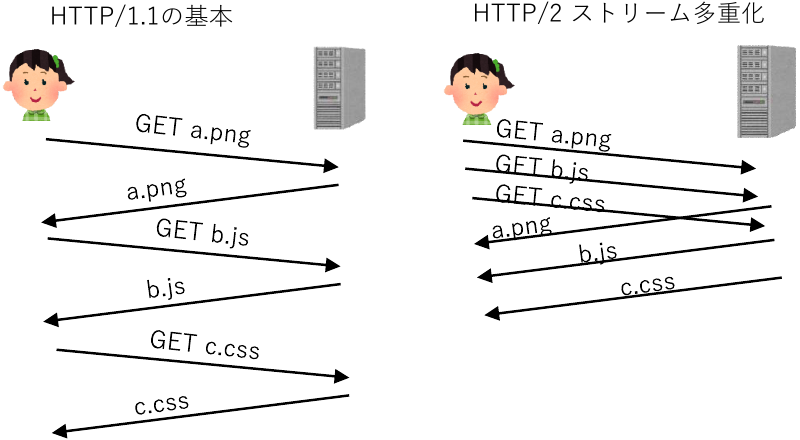 HTTP/1.1の基本
GET a.png
a.png
GET b.js
b.js
GET c.css
c.css
HTTP/2 ストリーム多重化
GET a.png
GET b.js
GET c.css
a.png
b.js
c.css